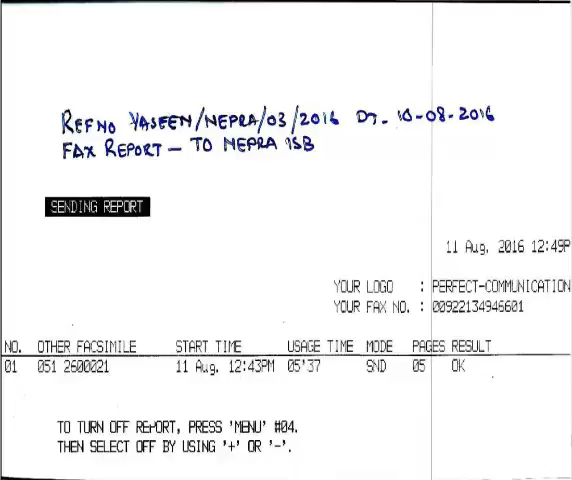 REF NO YASEEN/NEPRA/03/2016 DT- 10-08-2016
FAX REPORT - TO NEPRA ISB
SENDING REPORT
11 Aug. 2016 12:49P
YOUR LOGO : PERFECT-COMMUNICATION
YOUR FAX NO. : 00922134946601
NO. OTHER FACSIMILE START TIME USAGE TIME MODE PAGES RESULT
01 051 2600021 11 Aug. 12:43PM 05'37 SND 05 OK
TO TURN OFF REPORT, PRESS 'MENU' #04.
THEN SELECT OFF BY USING '+' OR '-'.